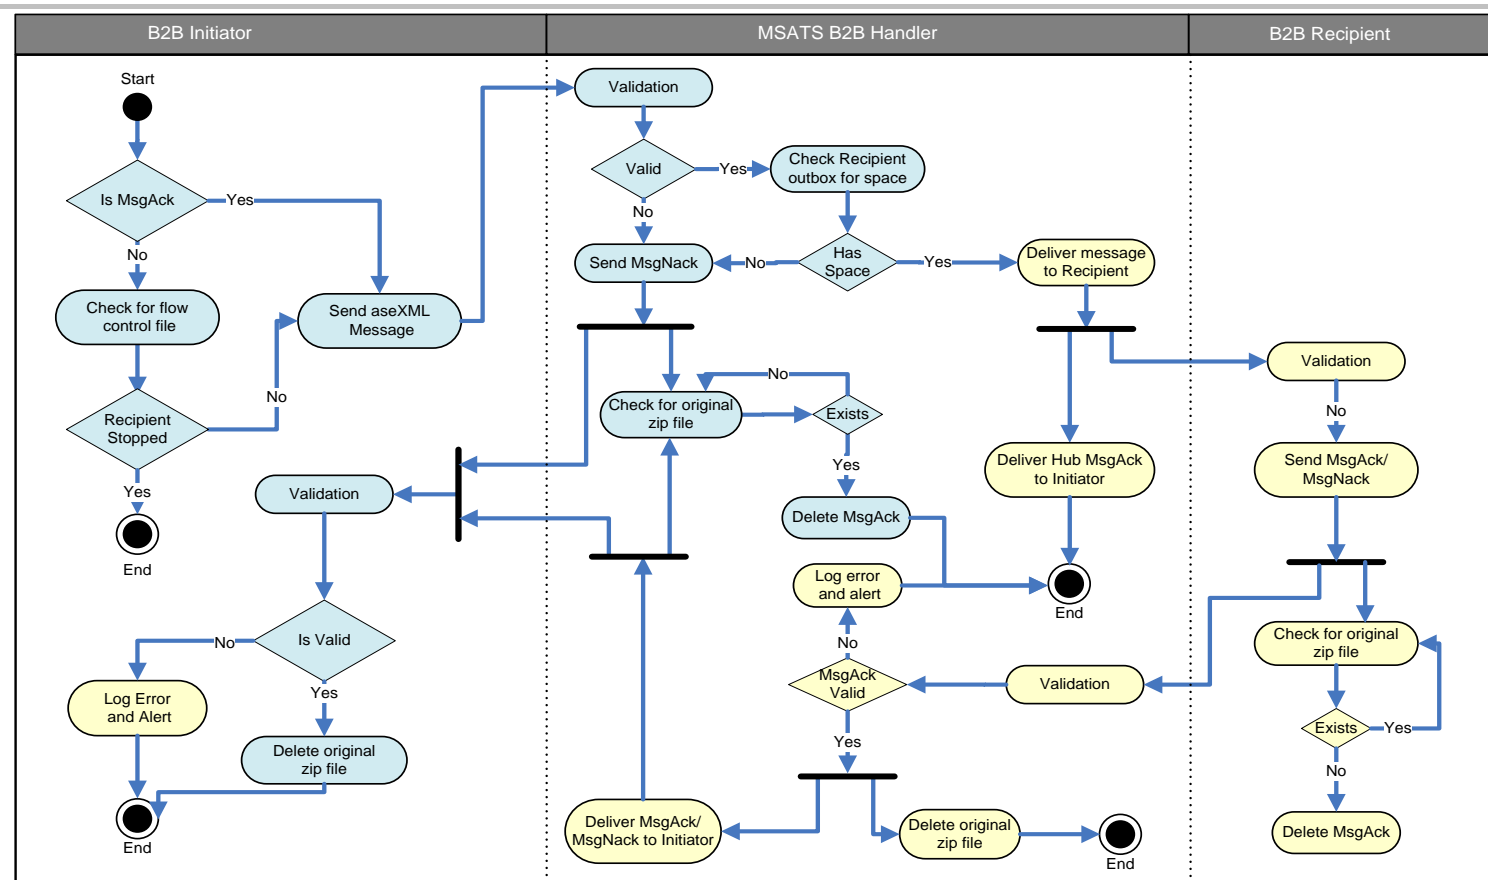 B2B Initiator
MSATS B2B Handler
B2B Recipient
Start
Is MsgAck
Yes
No
Check for flow
control file
Send aseXML
Message
No
Recipient
Stopped
Yes
End
Validation
Is Valid
No
Yes
Log Error
and Alert
Delete original
zip file
End
Validation
Valid
Yes
Check Recipient
outbox for space
No
Send MsgNack
No
Has
Space
Yes
Deliver message
to Recipient
No
Check for original
zip file
Exists
Yes
Delete MsgAck
Deliver Hub MsgAck
to Initiator
Log error
and alert
End
No
MsgAck
Valid
Validation
Yes
Deliver MsgAck/
MsgNack to Initiator
Delete original
zip file
End
Validation
No
Send MsgAck/
MsgNack
Check for original
zip file
Exists
Yes
No
Delete MsgAck